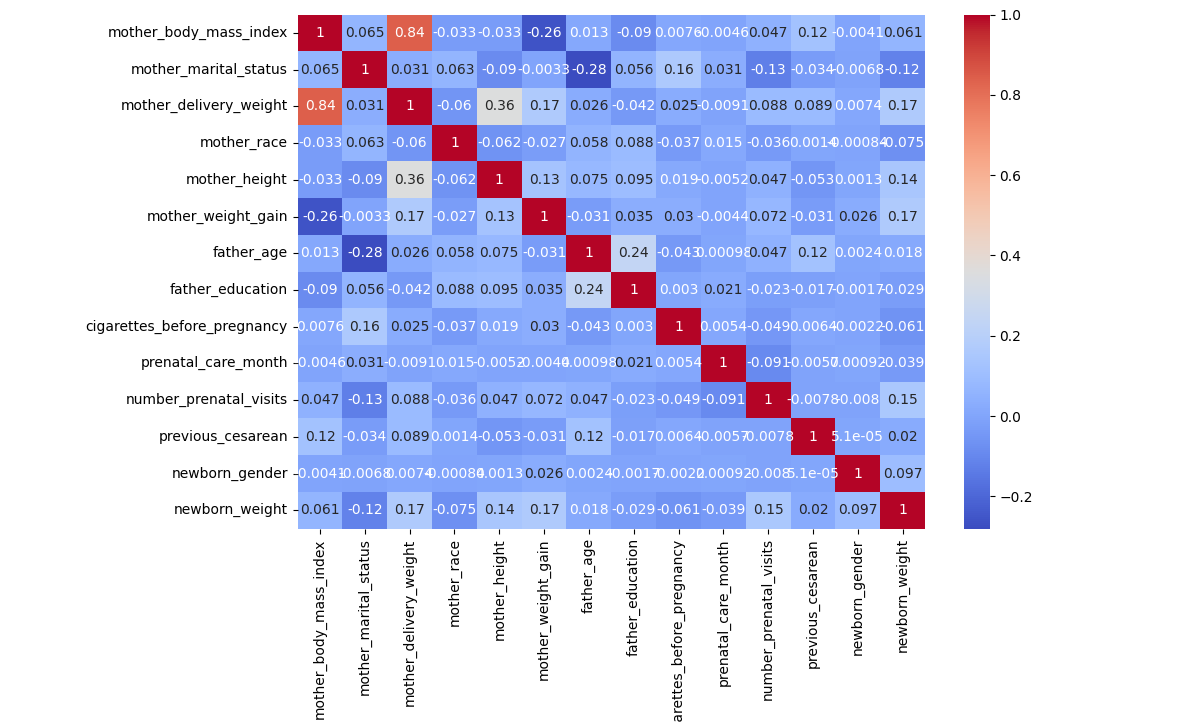 mother_body_mass_index 1 0.065 0.84 -0.033 -0.033 -0.26 0.013 -0.09 0.0076 0.0046 0.047 0.12 -0.0041 0.061
mother_marital_status 0.065 1 0.031 0.063 -0.09 -0.0033 -0.28 0.056 0.16 0.031 -0.13 -0.034 0.0068 -0.12
mother_delivery_weight 0.84 0.031 1 -0.06 0.36 0.17 0.026 -0.042 0.025 -0.0091 0.088 0.089 0.0074 0.17
mother_race -0.033 0.063 -0.06 1 -0.062 -0.027 0.058 0.088 -0.037 0.015 -0.036 0.0014 0.00084 -0.075
mother_height -0.033 -0.09 0.36 -0.062 1 0.13 0.075 0.095 0.019 -0.0052 0.047 -0.053 0.0013 0.14
mother_weight_gain -0.26 -0.0033 0.17 -0.027 0.13 1 -0.031 0.035 0.03 -0.0044 0.072 -0.031 0.026 0.17
father_age 0.013 -0.28 0.026 0.058 0.075 -0.031 1 0.24 -0.043 0.00098 0.047 0.12 0.0024 0.018
father_education -0.09 0.056 -0.042 0.088 0.095 0.035 0.24 1 0.003 0.021 -0.023 -0.017 -0.0017 -0.029
cigarettes_before_pregnancy 0.0076 0.16 0.025 -0.037 0.019 0.03 -0.043 0.003 1 0.0054 -0.049 0.0064 0.0022 -0.061
prenatal_care_month 0.0046 0.031 -0.0091 0.015 -0.0052 0.0044 0.00098 0.021 0.0054 1 -0.091 -0.0057 0.00092 -0.039
number_prenatal_visits 0.047 -0.13 0.088 -0.036 0.047 0.072 0.047 -0.023 -0.049 -0.091 1 -0.0078 -0.008 0.15
previous_cesarean 0.12 -0.034 0.089 0.0014 -0.053 -0.031 0.12 -0.017 0.0064 -0.0057 0.0078 1 5.1e-05 0.02
newborn_gender -0.0041 0.0068 0.0074 0.00084 0.0013 0.026 0.0024 0.0017 0.0022 0.00092 -0.008 5.1e-05 1 0.097
newborn_weight 0.061 -0.12 0.17 -0.075 0.14 0.17 0.018 -0.029 -0.061 -0.039 0.15 0.02 0.097 1
mother_body_mass_index
mother_marital_status
mother_delivery_weight
mother_race
mother_height
mother_weight_gain
father_age
father_education
arettes_before_pregnancy
prenatal_care_month
number_prenatal_visits
previous_cesarean
newborn_gender
newborn_weight
1.0
0.8
0.6
0.4
0.2
0.0
−0.2